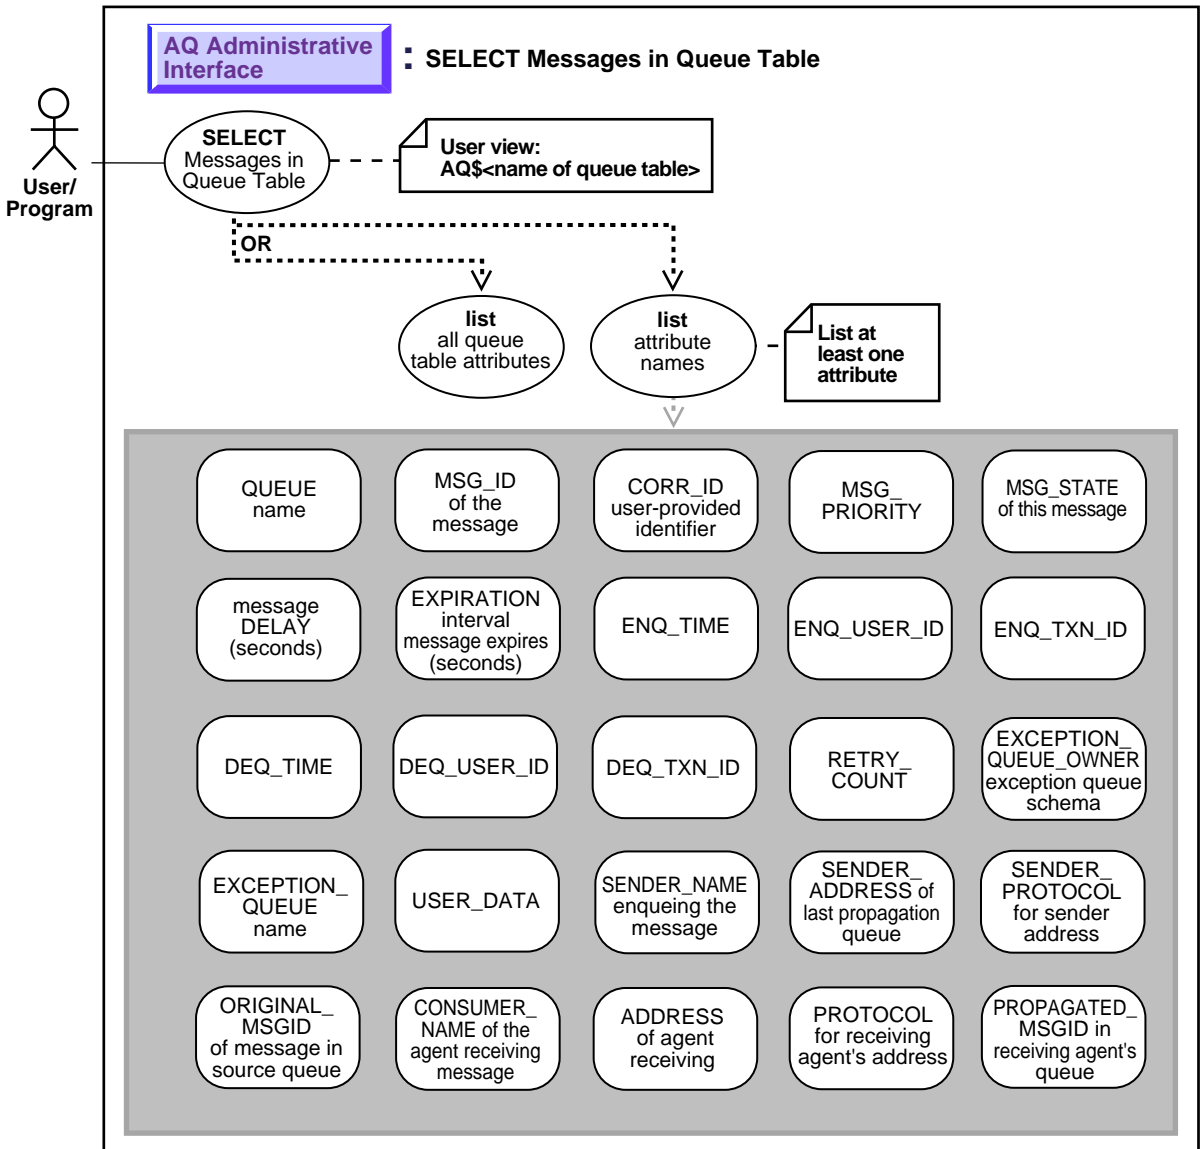 AQ Administrative
Interface
: SELECT Messages in Queue Table
User/
Program
SELECT
Messages in
Queue Table
User view:
AQ$<name of queue table>
OR
list
all queue
table attributes
list
attribute
names
List at
least one
attribute
QUEUE
name
MSG_ID
of the
message
CORR_ID
user-provided
identifier
MSG_
PRIORITY
MSG_STATE
of this message
message
DELAY
(seconds)
EXPIRATION
interval
message expires
(seconds)
ENQ_TIME
ENQ_USER_ID
ENQ_TXN_ID
DEQ_TIME
DEQ_USER_ID
DEQ_TXN_ID
RETRY_
COUNT
EXCEPTION_
QUEUE_OWNER
exception queue
schema
EXCEPTION_
QUEUE
name
USER_DATA
SENDER_NAME
enqueing the
message
SENDER_
ADDRESS of
last propagation
queue
SENDER_
PROTOCOL
for sender
address
ORIGINAL_
MSGID
of message in
source queue
CONSUMER_
NAME of the
agent receiving
message
ADDRESS
of agent
receiving
PROTOCOL
for receiving
agent's address
PROPAGATED_
MSGID in
receiving agent's
queue